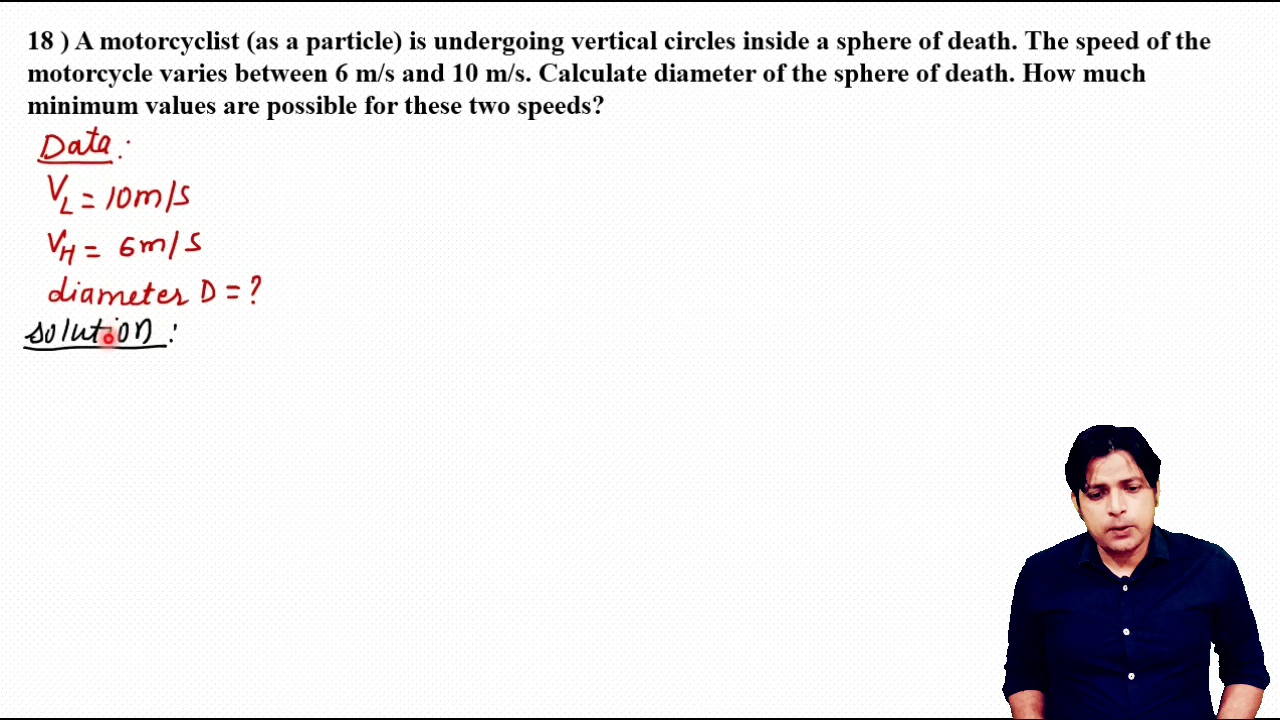 18 ) A motorcyclist (as a particle) is undergoing vertical circles inside a sphere of death. The speed of the
motorcycle varies between 6 m/s and 10 m/s. Calculate diameter of the sphere of death. How much
minimum values are possible for these two speeds?
Data:
V_L = 10m/s
V_H = 6m/s
diameter D = ?
solution: